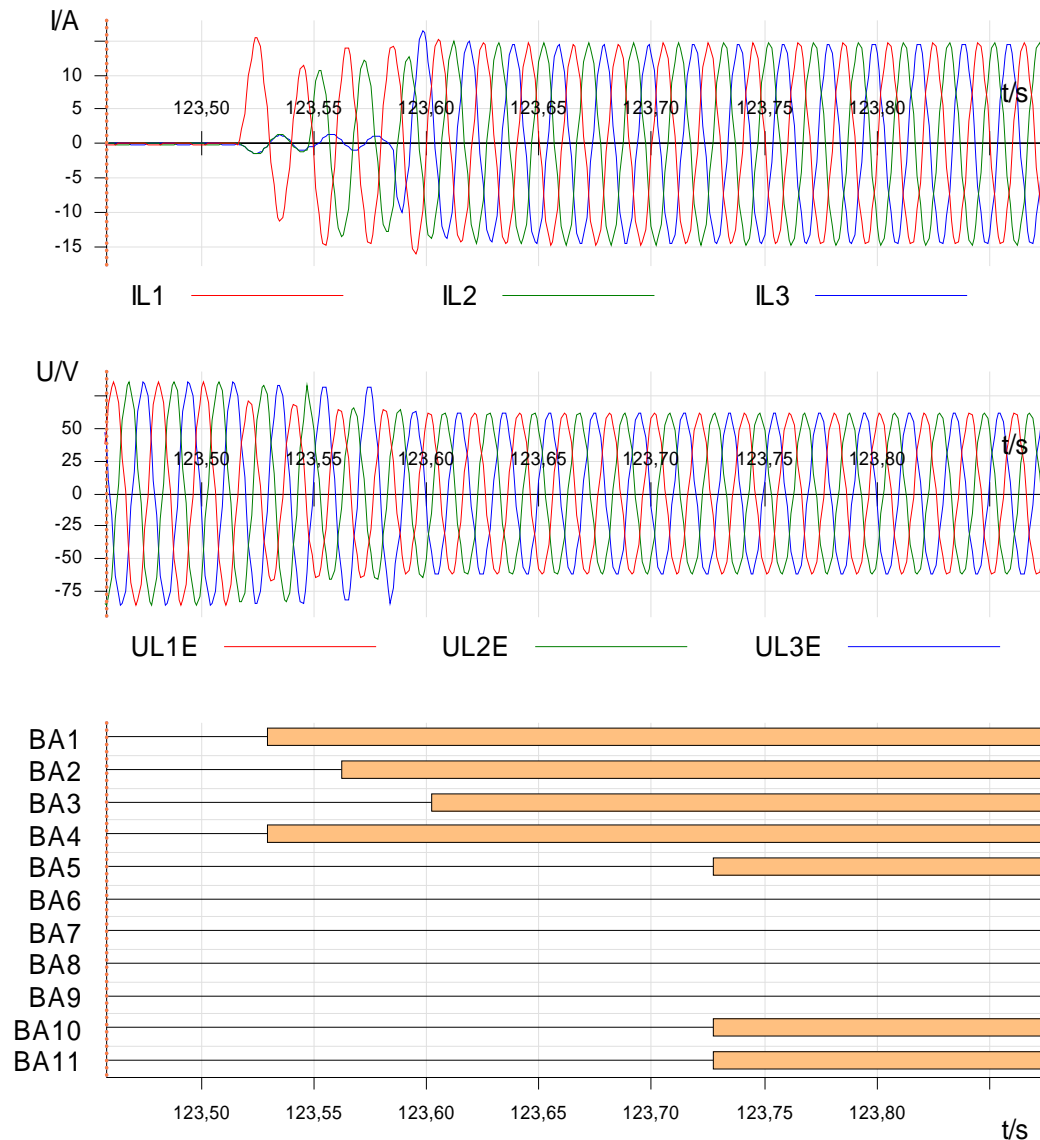 I/A
10
5
0
-5
-10
-15
123,50 123,55 123,60 123,65 123,70 123,75 123,80 t/s
IL1 IL2 IL3
U/V
50
25
0
-25
-50
-75
123,50 123,55 123,60 123,65 123,70 123,75 123,80 t/s
UL1E UL2E UL3E
BA1
BA2
BA3
BA4
BA5
BA6
BA7
BA8
BA9
BA10
BA11
123,50 123,55 123,60 123,65 123,70 123,75 123,80 t/s